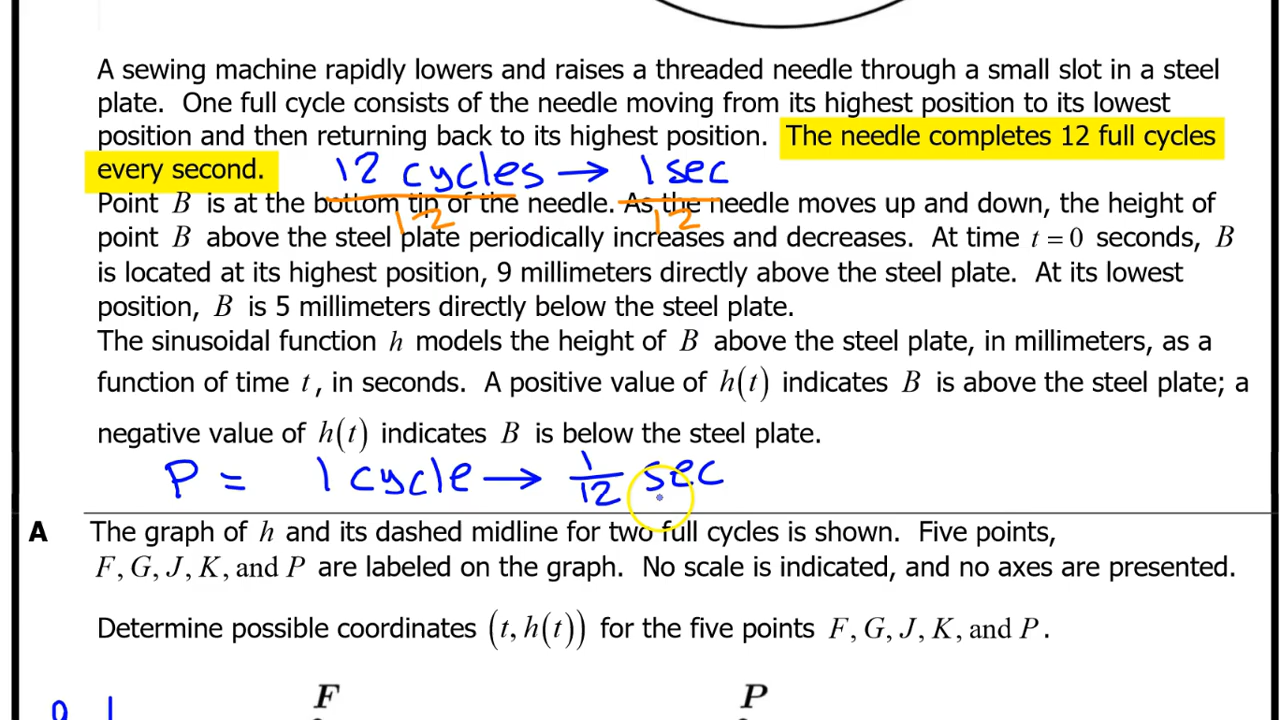 A sewing machine rapidly lowers and raises a threaded needle through a small slot in a steel
plate. One full cycle consists of the needle moving from its highest position to its lowest
position and then returning back to its highest position. The needle completes 12 full cycles
every second. 12 cycles → 1 sec
Point B is at the bottom tip of the needle. As the needle moves up and down, the height of
12 12
point B above the steel plate periodically increases and decreases. At time t = 0 seconds, B
is located at its highest position, 9 millimeters directly above the steel plate. At its lowest
position, B is 5 millimeters directly below the steel plate.
The sinusoidal function h models the height of B above the steel plate, in millimeters, as a
function of time t, in seconds. A positive value of h(t) indicates B is above the steel plate; a
negative value of h(t) indicates B is below the steel plate.
P = 1 cycle → 1/12 sec
A The graph of h and its dashed midline for two full cycles is shown. Five points,
F, G, J, K, and P are labeled on the graph. No scale is indicated, and no axes are presented.
Determine possible coordinates (t, h(t)) for the five points F, G, J, K, and P.
F P